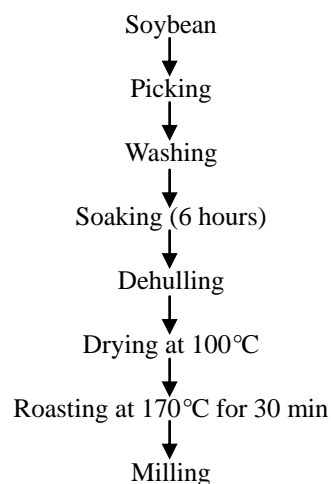 Soybean
Picking
Washing
Soaking (6 hours)
Dehulling
Drying at 100°C
Roasting at 170°C for 30 min
Milling